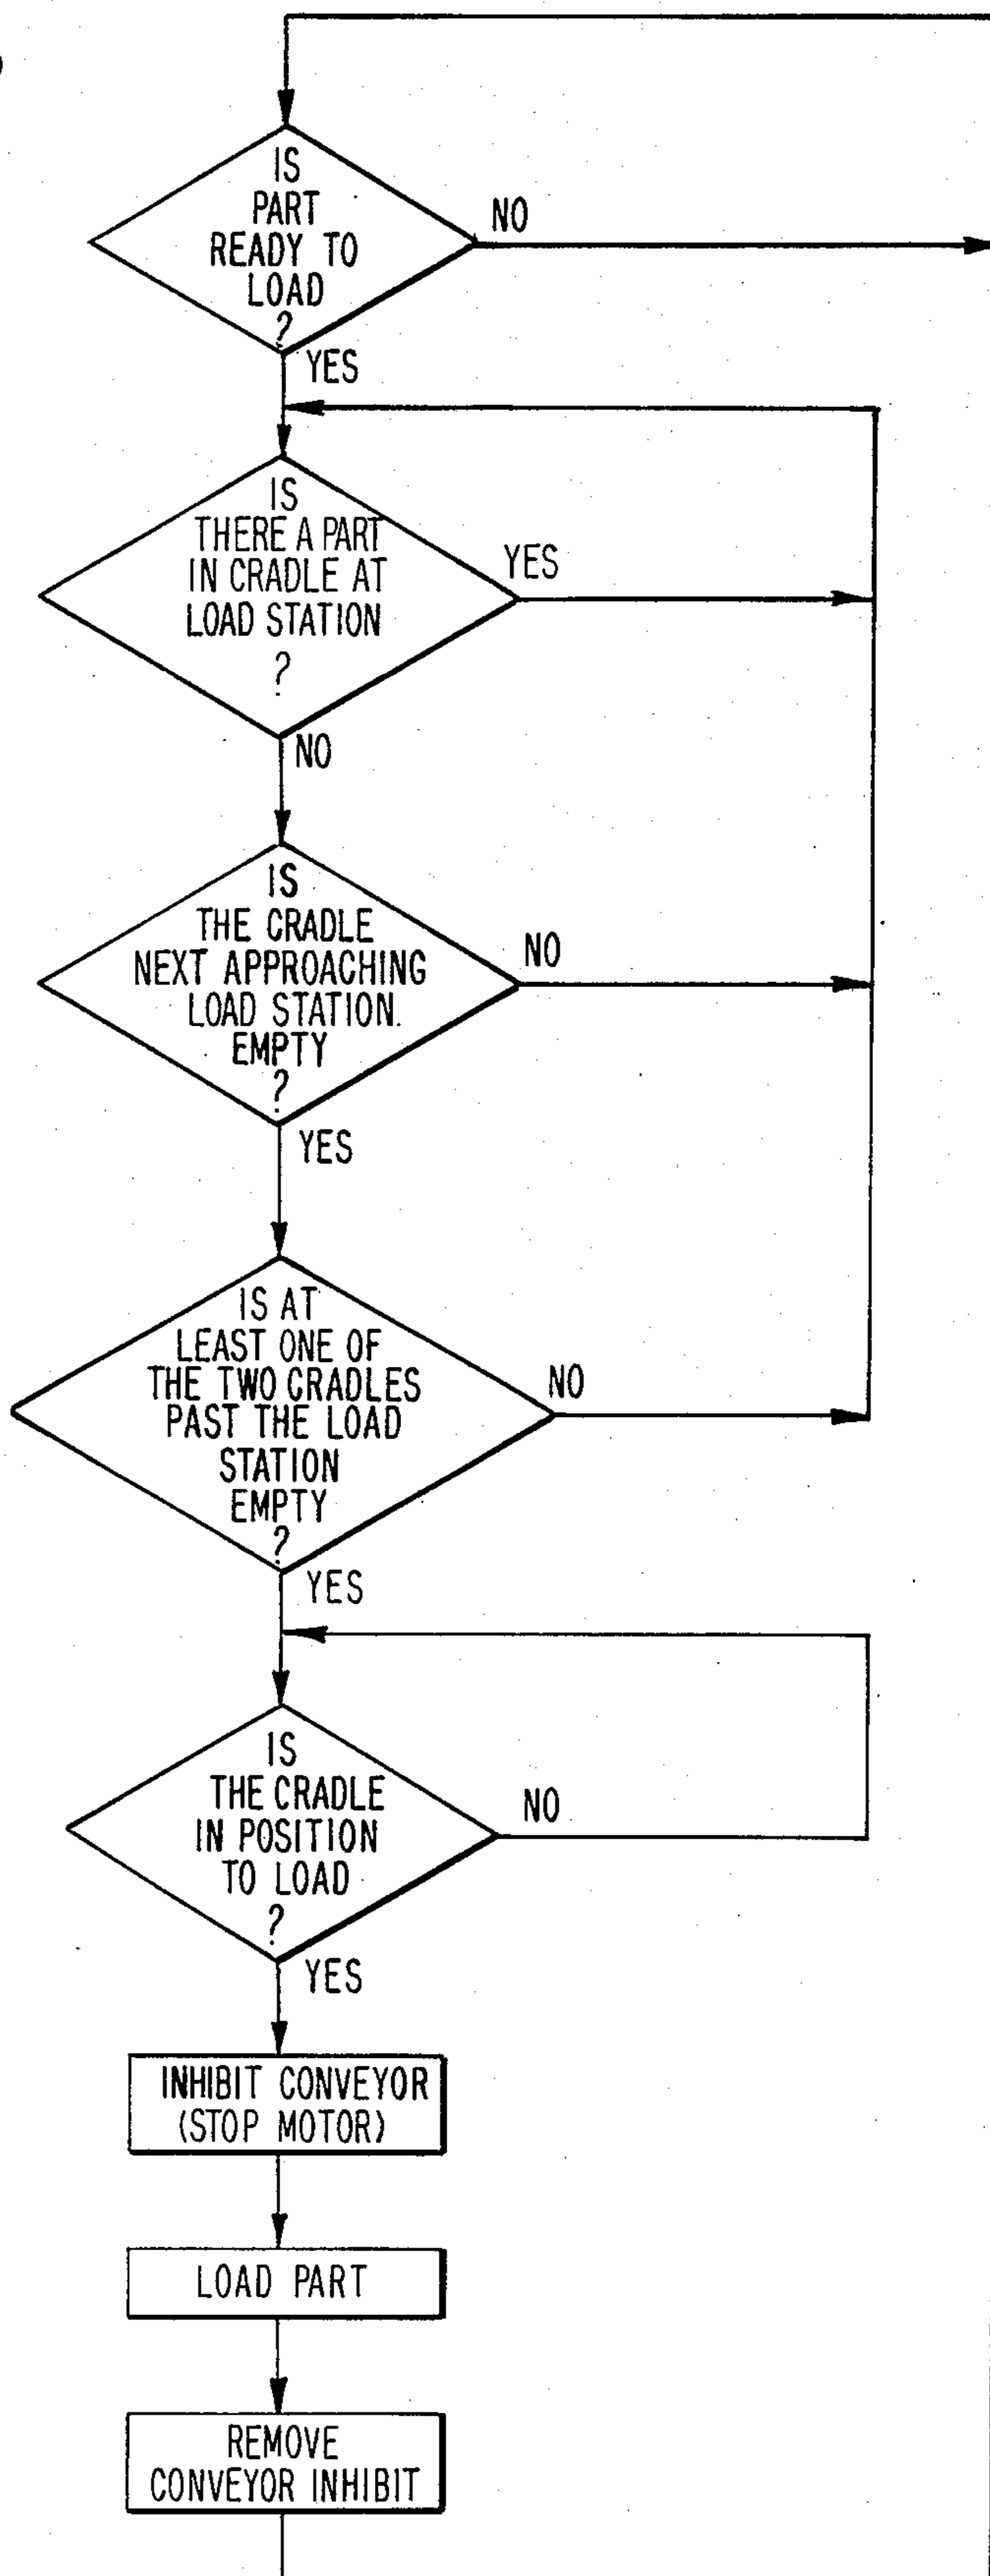 IS
PART
READY TO
LOAD
?
NO
YES
IS
THERE A PART
IN CRADLE AT
LOAD STATION
?
YES
NO
IS
THE CRADLE
NEXT APPROACHING
LOAD STATION
EMPTY
?
NO
YES
IS AT
LEAST ONE OF
THE TWO CRADLES
PAST THE LOAD
STATION
EMPTY
?
NO
YES
IS
THE CRADLE
IN POSITION
TO LOAD
?
NO
YES
INHIBIT CONVEYOR
(STOP MOTOR)
LOAD PART
REMOVE
CONVEYOR INHIBIT